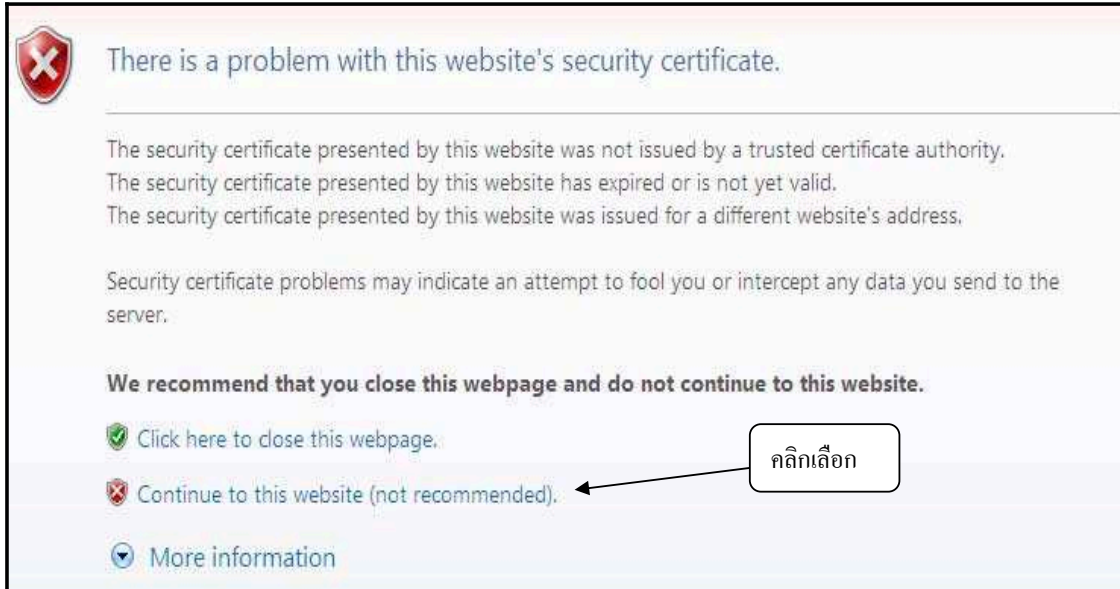 There is a problem with this website's security certificate.
The security certificate presented by this website was not issued by a trusted certificate authority.
The security certificate presented by this website has expired or is not yet valid.
The security certificate presented by this website was issued for a different website's address.
Security certificate problems may indicate an attempt to fool you or intercept any data you send to the
server.
We recommend that you close this webpage and do not continue to this website.
Click here to close this webpage.
คลิกเลือก
Continue to this website (not recommended).
More information